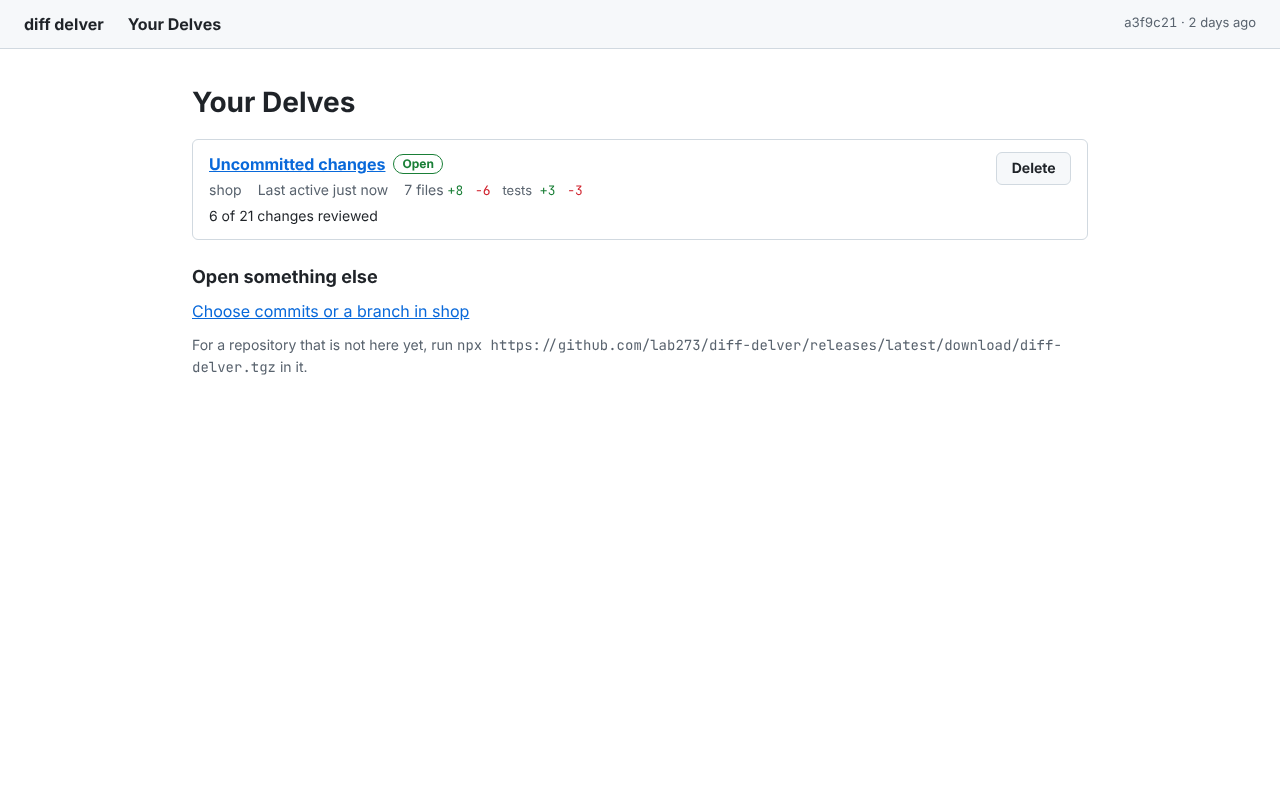 diff delver Your Delves a3f9c21 · 2 days ago
Your Delves
Uncommitted changes Open Delete
shop Last active just now 7 files +8 -6 tests +3 -3
6 of 21 changes reviewed
Open something else
Choose commits or a branch in shop
For a repository that is not here yet, run npx https://github.com/lab273/diff-delver/releases/latest/download/diff-
delver.tgz in it.